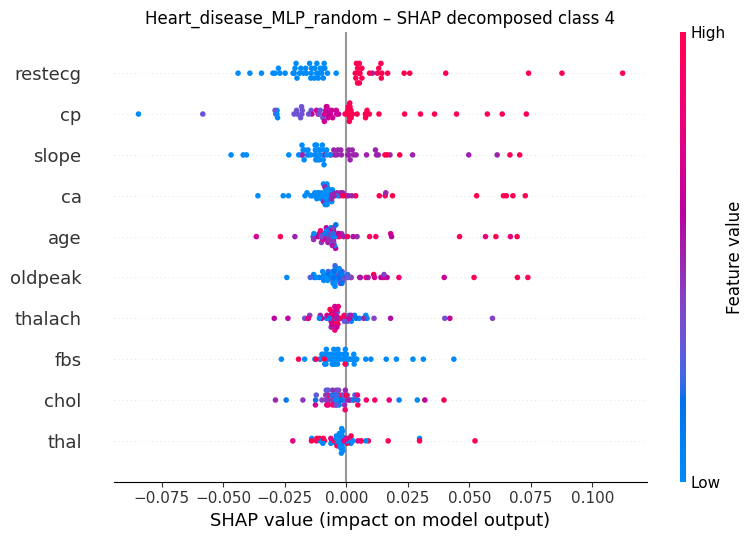 Heart_disease_MLP_random – SHAP decomposed class 4
High
restecg
cp
slope
ca
age
oldpeak
thalach
fbs
chol
thal
Feature value
Low
−0.075 −0.050 −0.025 0.000 0.025 0.050 0.075 0.100
SHAP value (impact on model output)